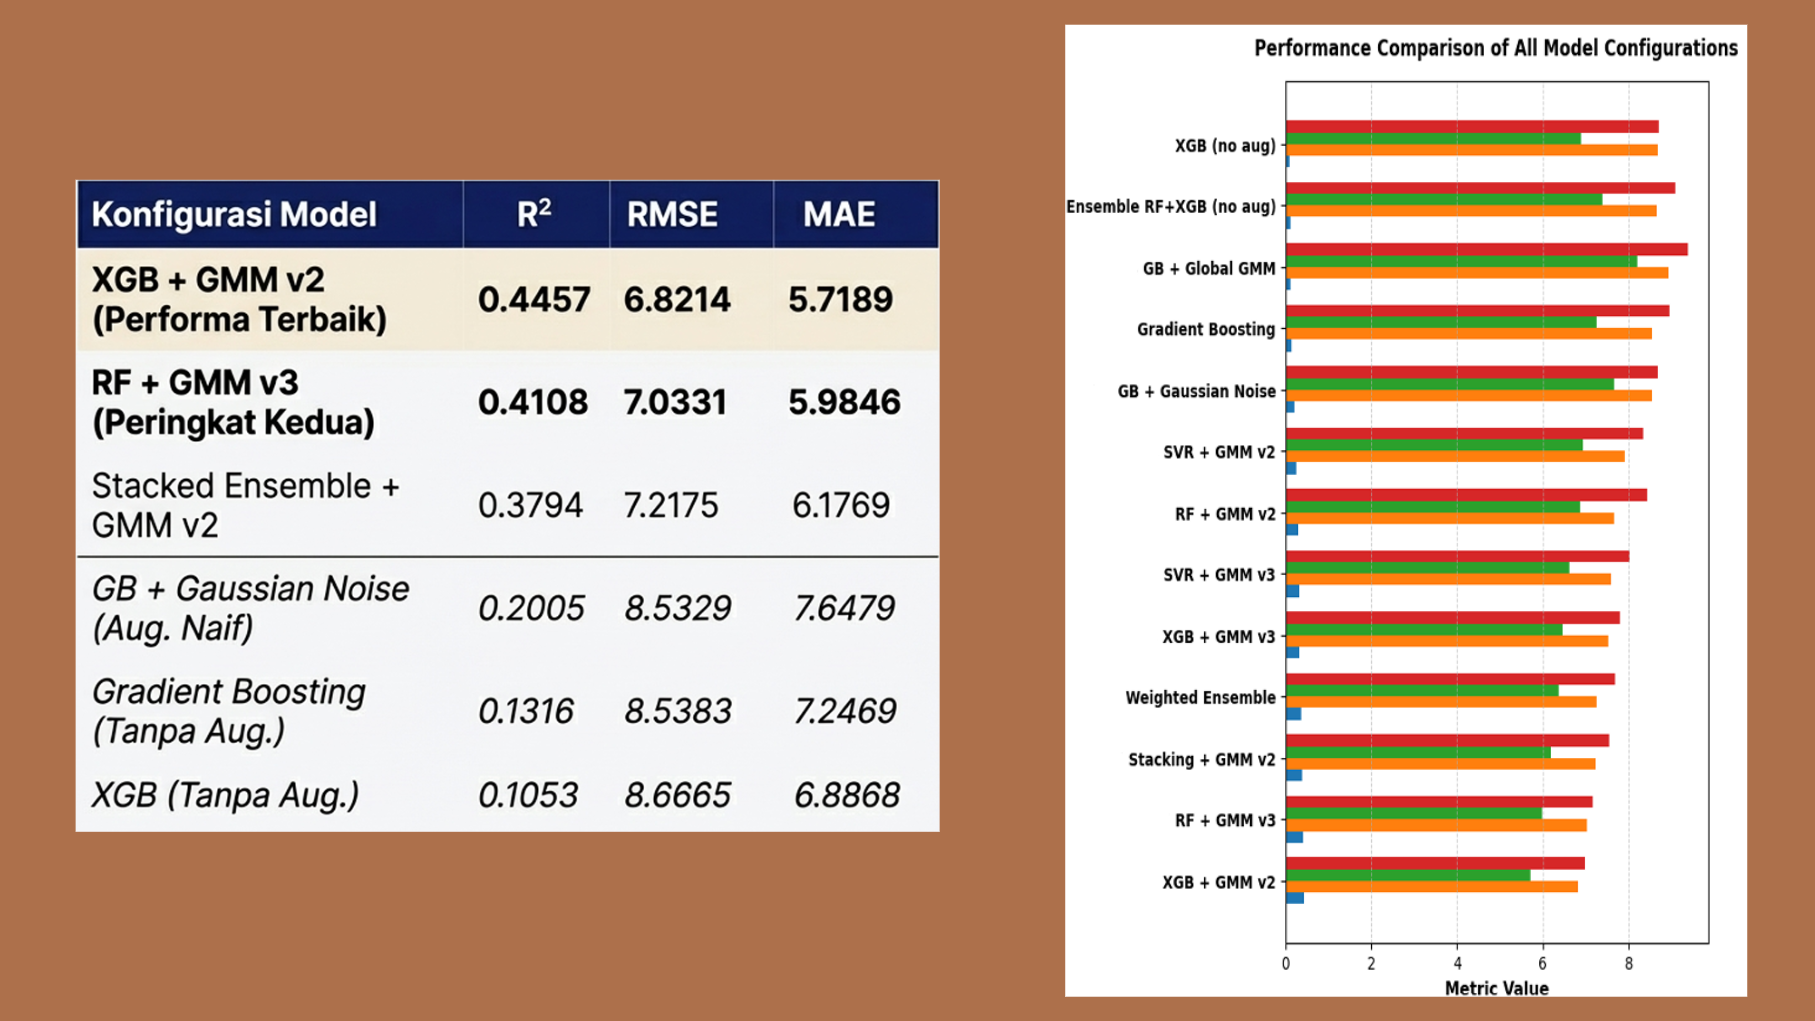 Konfigurasi Model R² RMSE MAE
XGB + GMM v2
(Performa Terbaik) 0.4457 6.8214 5.7189
RF + GMM v3
(Peringkat Kedua) 0.4108 7.0331 5.9846
Stacked Ensemble +
GMM v2 0.3794 7.2175 6.1769
GB + Gaussian Noise
(Aug. Naif) 0.2005 8.5329 7.6479
Gradient Boosting
(Tanpa Aug.) 0.1316 8.5383 7.2469
XGB (Tanpa Aug.) 0.1053 8.6665 6.8868
Performance Comparison of All Model Configurations
XGB (no aug)
Ensemble RF+XGB (no aug)
GB + Global GMM
Gradient Boosting
GB + Gaussian Noise
SVR + GMM v2
RF + GMM v2
SVR + GMM v3
XGB + GMM v3
Weighted Ensemble
Stacking + GMM v2
RF + GMM v3
XGB + GMM v2
0 2 4 6 8
Metric Value